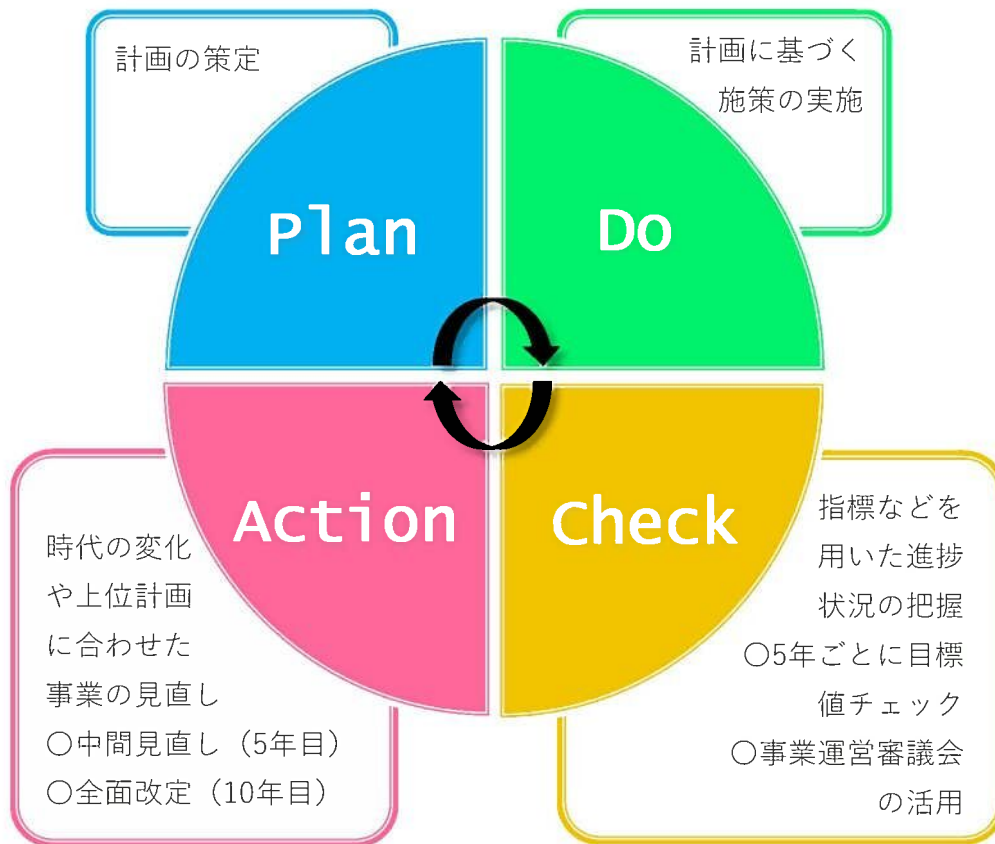 計画の策定
Plan
計画に基づく
施策の実施
Do
時代の変化
や上位計画
に合わせた
事業の見直し
〇中間見直し（5年目）
〇全面改定（10年目）
Action
指標などを
用いた進捗
状況の把握
〇5年ごとに目標
値チェック
〇事業運営審議会
の活用
Check